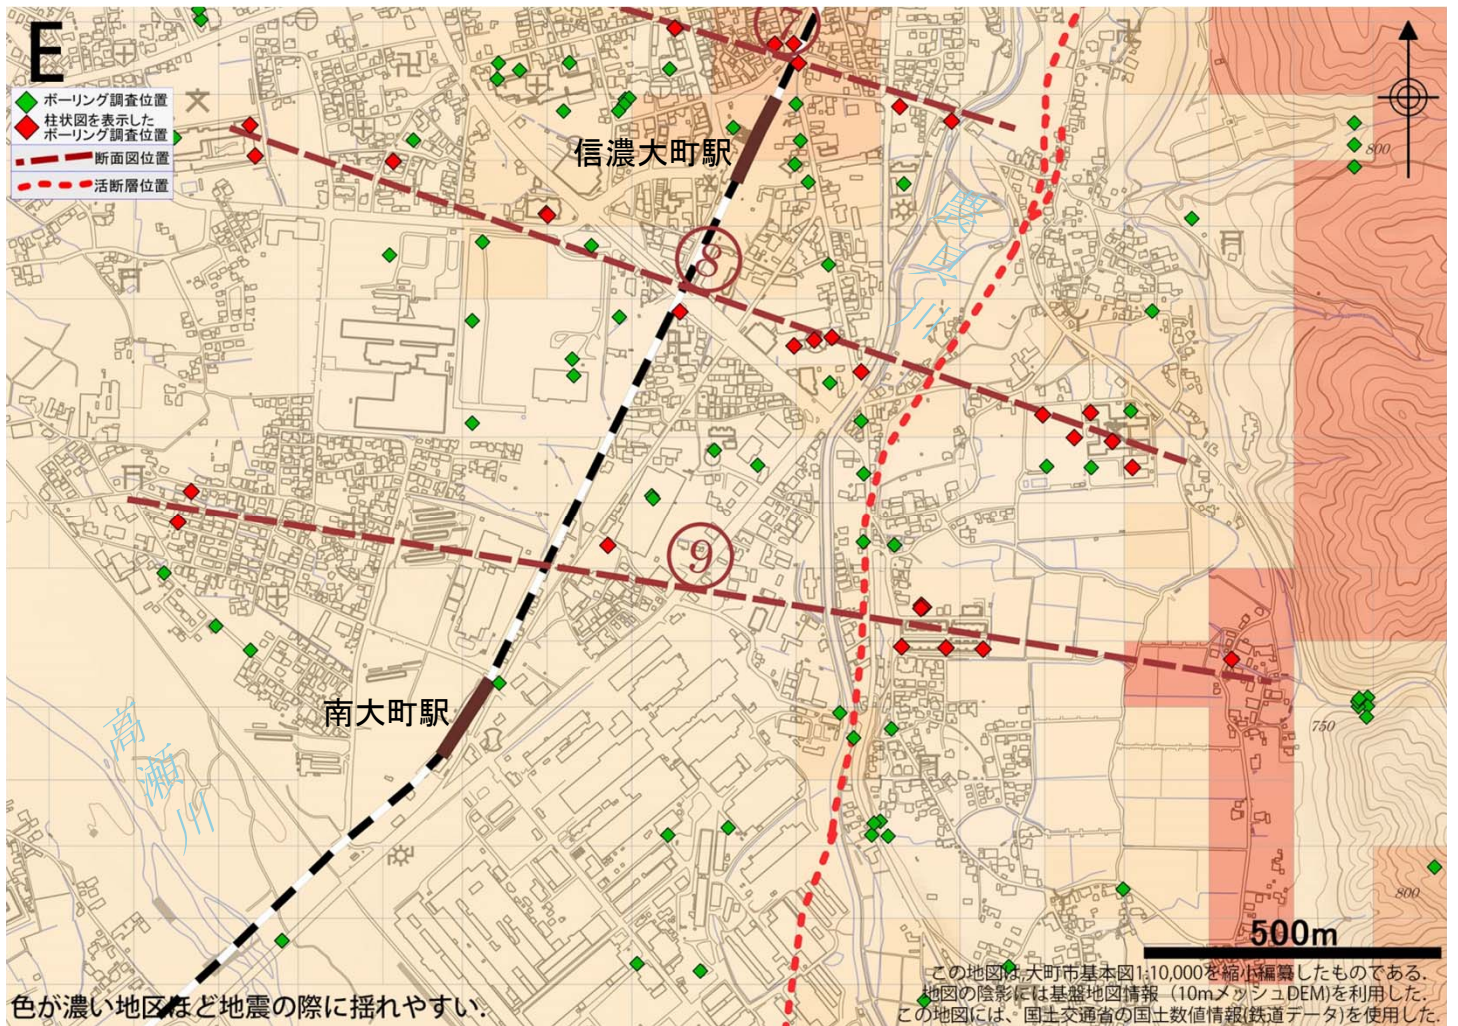 E
ボーリング調査位置
柱状図を表示した
ボーリング調査位置
断面図位置
活断層位置
7
信濃大町駅
800
農具川
8
9
南大町駅
高瀬川
750
800
500m
この地図は,大町市基本図1:10,000を縮小編纂したものである.
地図の陰影には基盤地図情報(10mメッシュDEM)を利用した.
この地図には、国土交通省の国土数値情報(鉄道データ)を使用した.
色が濃い地区ほど地震の際に揺れやすい.